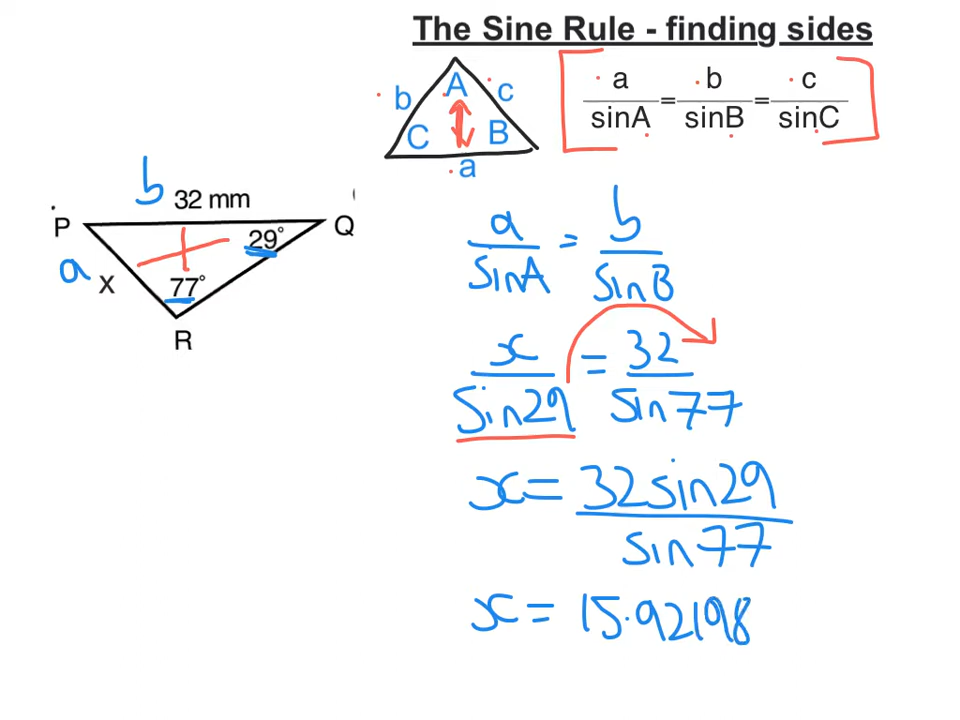 The Sine Rule - finding sides
b A c
C B
a
a/sinA = b/sinB = c/sinC
b 32 mm
P Q
29°
a x
77°
R
a/SinA = b/SinB
x/Sin29 = 32/Sin77
x = 32sin29/sin77
x = 15.92198